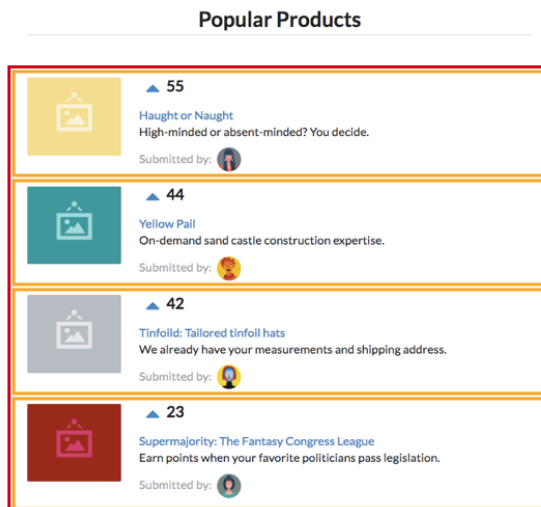 Popular Products
55
Haught or Naught
High-minded or absent-minded? You decide.
Submitted by:
44
Yellow Pail
On-demand sand castle construction expertise.
Submitted by:
42
Tinfoild: Tailored tinfoil hats
We already have your measurements and shipping address.
Submitted by:
23
Supermajority: The Fantasy Congress League
Earn points when your favorite politicians pass legislation.
Submitted by: